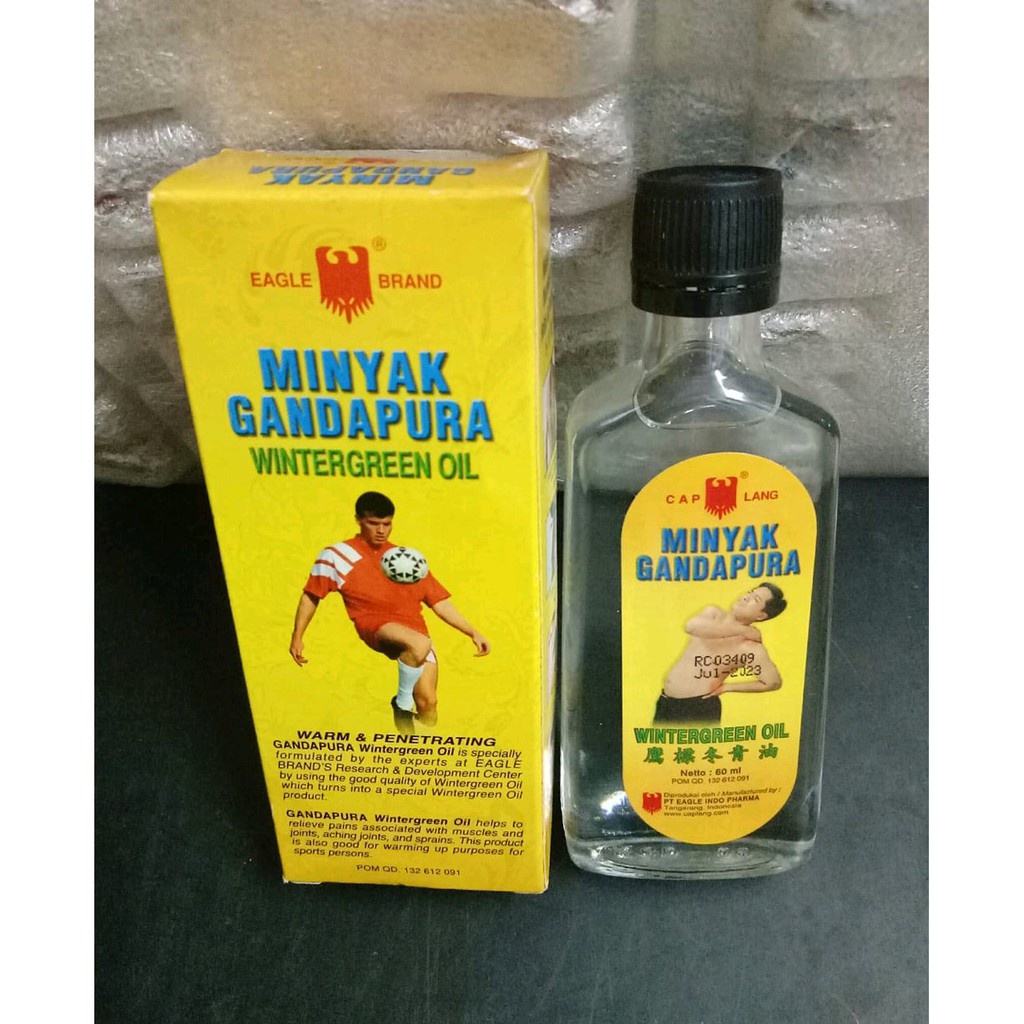 MINYAK
GANDAPURA
EAGLE BRAND
®
MINYAK
GANDAPURA
WINTERGREEN OIL
WARM & PENETRATING
GANDAPURA Wintergreen Oil is specially
formulated by the experts at EAGLE
BRAND'S Research & Development Center
by using the good quality of Wintergreen Oil
which turns into a special Wintergreen Oil
product.
GANDAPURA Wintergreen Oil helps to
relieve pains associated with muscles and
joints, aching joints, and sprains. This product
is also good for warming up purposes for
sports persons.
POM QD. 132 612 091
CAP LANG
®
MINYAK
GANDAPURA
RC03409
Jul-2023
WINTERGREEN OIL
鷹標冬青油
Netto : 60 ml
POM QD. 132 612 091
Diproduksi oleh / Manufactured by :
PT EAGLE INDO PHARMA
Tangerang, Indonesia
www.caplang.com